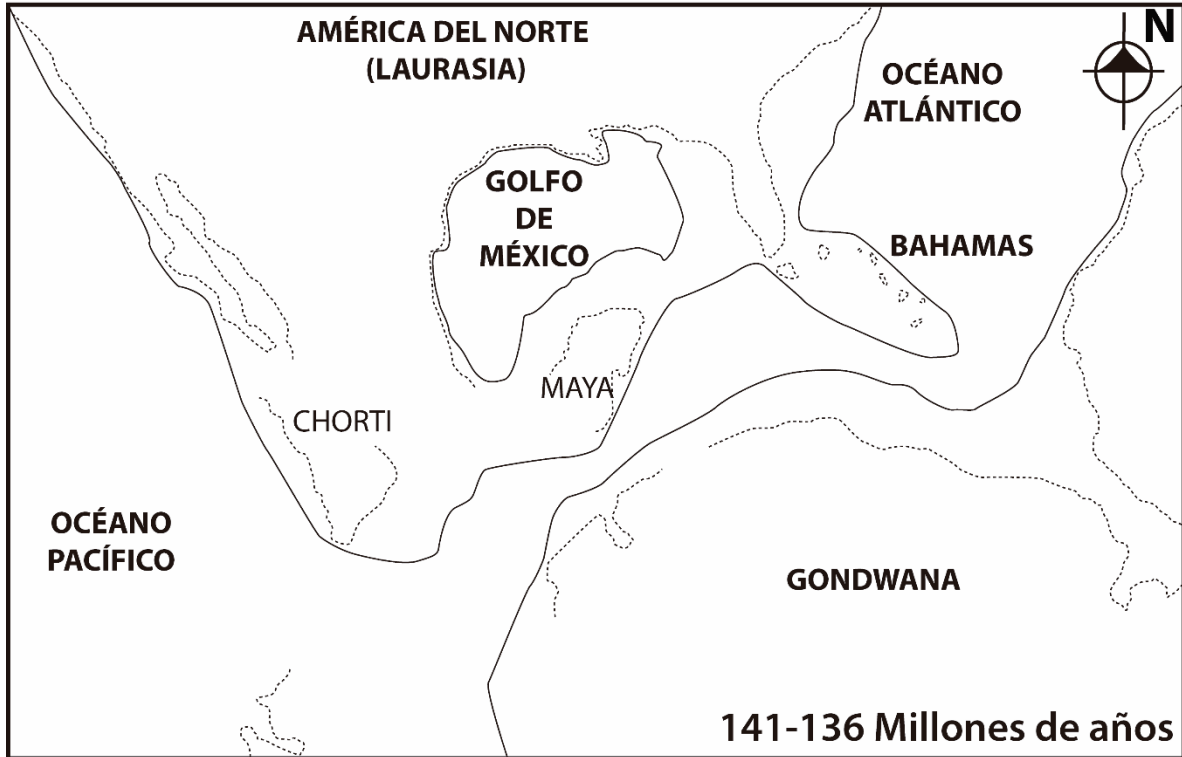 AMÉRICA DEL NORTE
(LAURASIA)
N
OCÉANO
ATLÁNTICO
GOLFO
DE
MÉXICO
BAHAMAS
MAYA
CHORTI
OCÉANO
PACÍFICO
GONDWANA
141-136 Millones de años